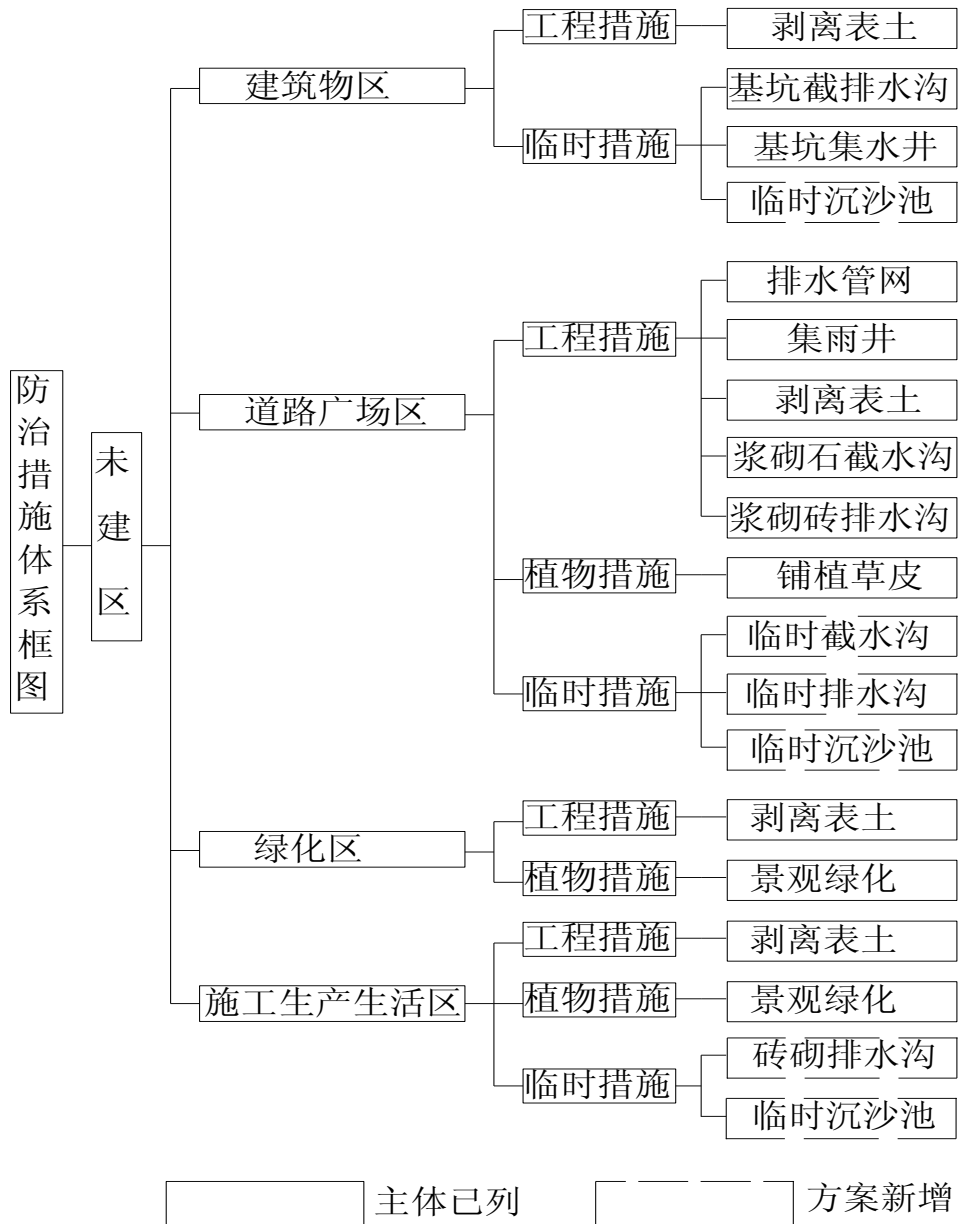 防治措施体系框图
未建区
建筑物区
工程措施
剥离表土
临时措施
基坑截排水沟
基坑集水井
临时沉沙池
道路广场区
工程措施
排水管网
集雨井
剥离表土
浆砌石截水沟
浆砌砖排水沟
植物措施
铺植草皮
临时措施
临时截水沟
临时排水沟
临时沉沙池
绿化区
工程措施
剥离表土
植物措施
景观绿化
施工生产生活区
工程措施
剥离表土
植物措施
景观绿化
临时措施
砖砌排水沟
临时沉沙池
主体已列
方案新增